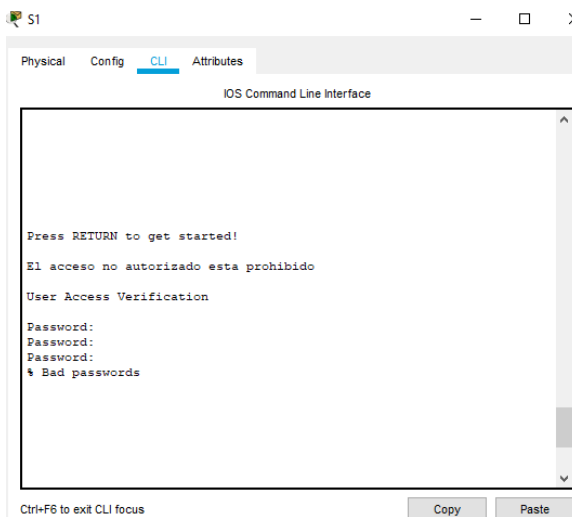 S1
Physical Config CLI Attributes
IOS Command Line Interface
Press RETURN to get started!
El acceso no autorizado esta prohibido
User Access Verification
Password:
Password:
Password:
% Bad passwords
Ctrl+F6 to exit CLI focus
Copy Paste